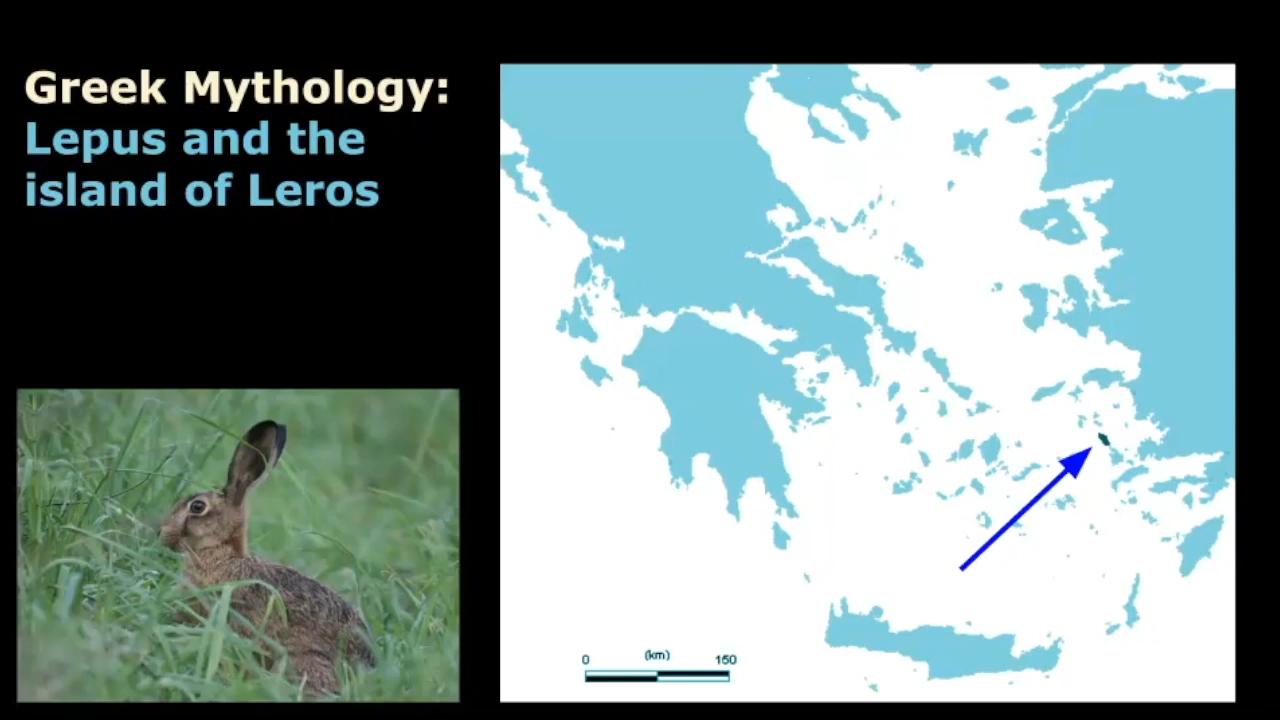 Greek Mythology:
Lepus and the
island of Leros
0 (km) 150